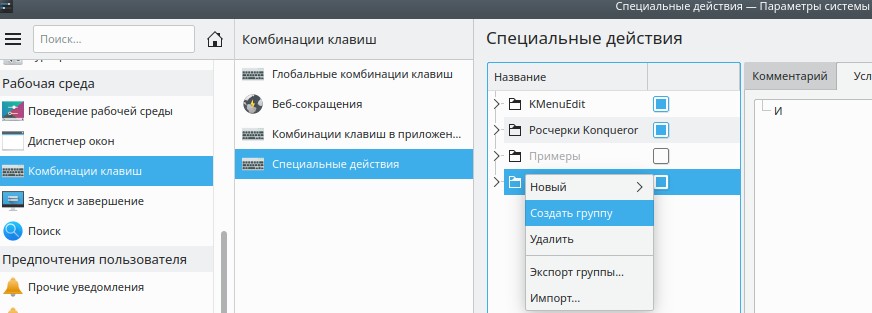 Специальные действия — Параметры системы
Поиск...
Комбинации клавиш
Специальные действия
Рабочая среда
Поведение рабочей среды
Диспетчер окон
Комбинации клавиш
Запуск и завершение
Поиск
Предпочтения пользователя
Прочие уведомления
Глобальные комбинации клавиш
Веб-сокращения
Комбинации клавиш в приложен...
Специальные действия
Название
KMenuEdit
Росчерки Konqueror
Примеры
Новый
Создать группу
Удалить
Экспорт группы...
Импорт...
Комментарий
Усл
И